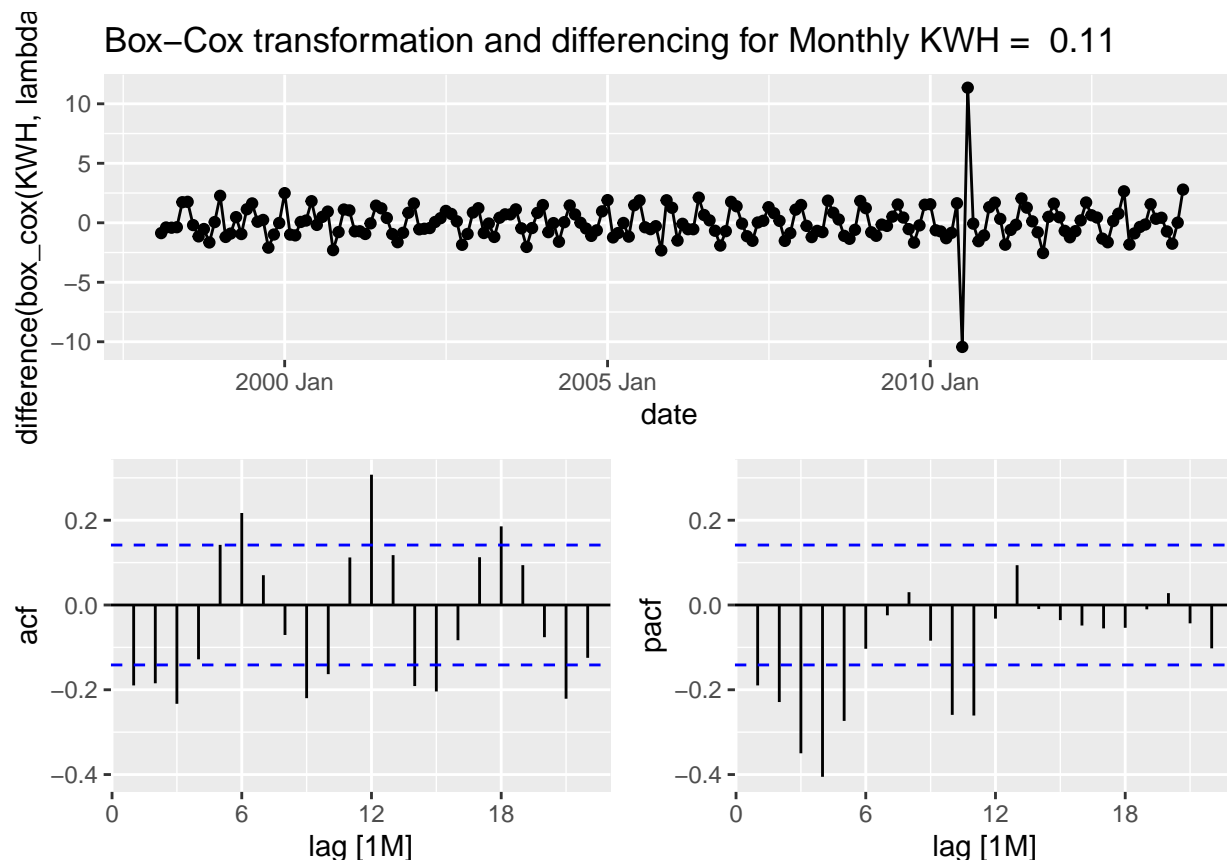 Box−Cox transformation and differencing for Monthly KWH =  0.11
difference(box_cox(KWH, lambda
10
5
0
−5
−10
2000 Jan
2005 Jan
2010 Jan
date
acf
0.2
0.0
−0.2
−0.4
0
6
12
18
lag [1M]
pacf
0.2
0.0
−0.2
−0.4
0
6
12
18
lag [1M]